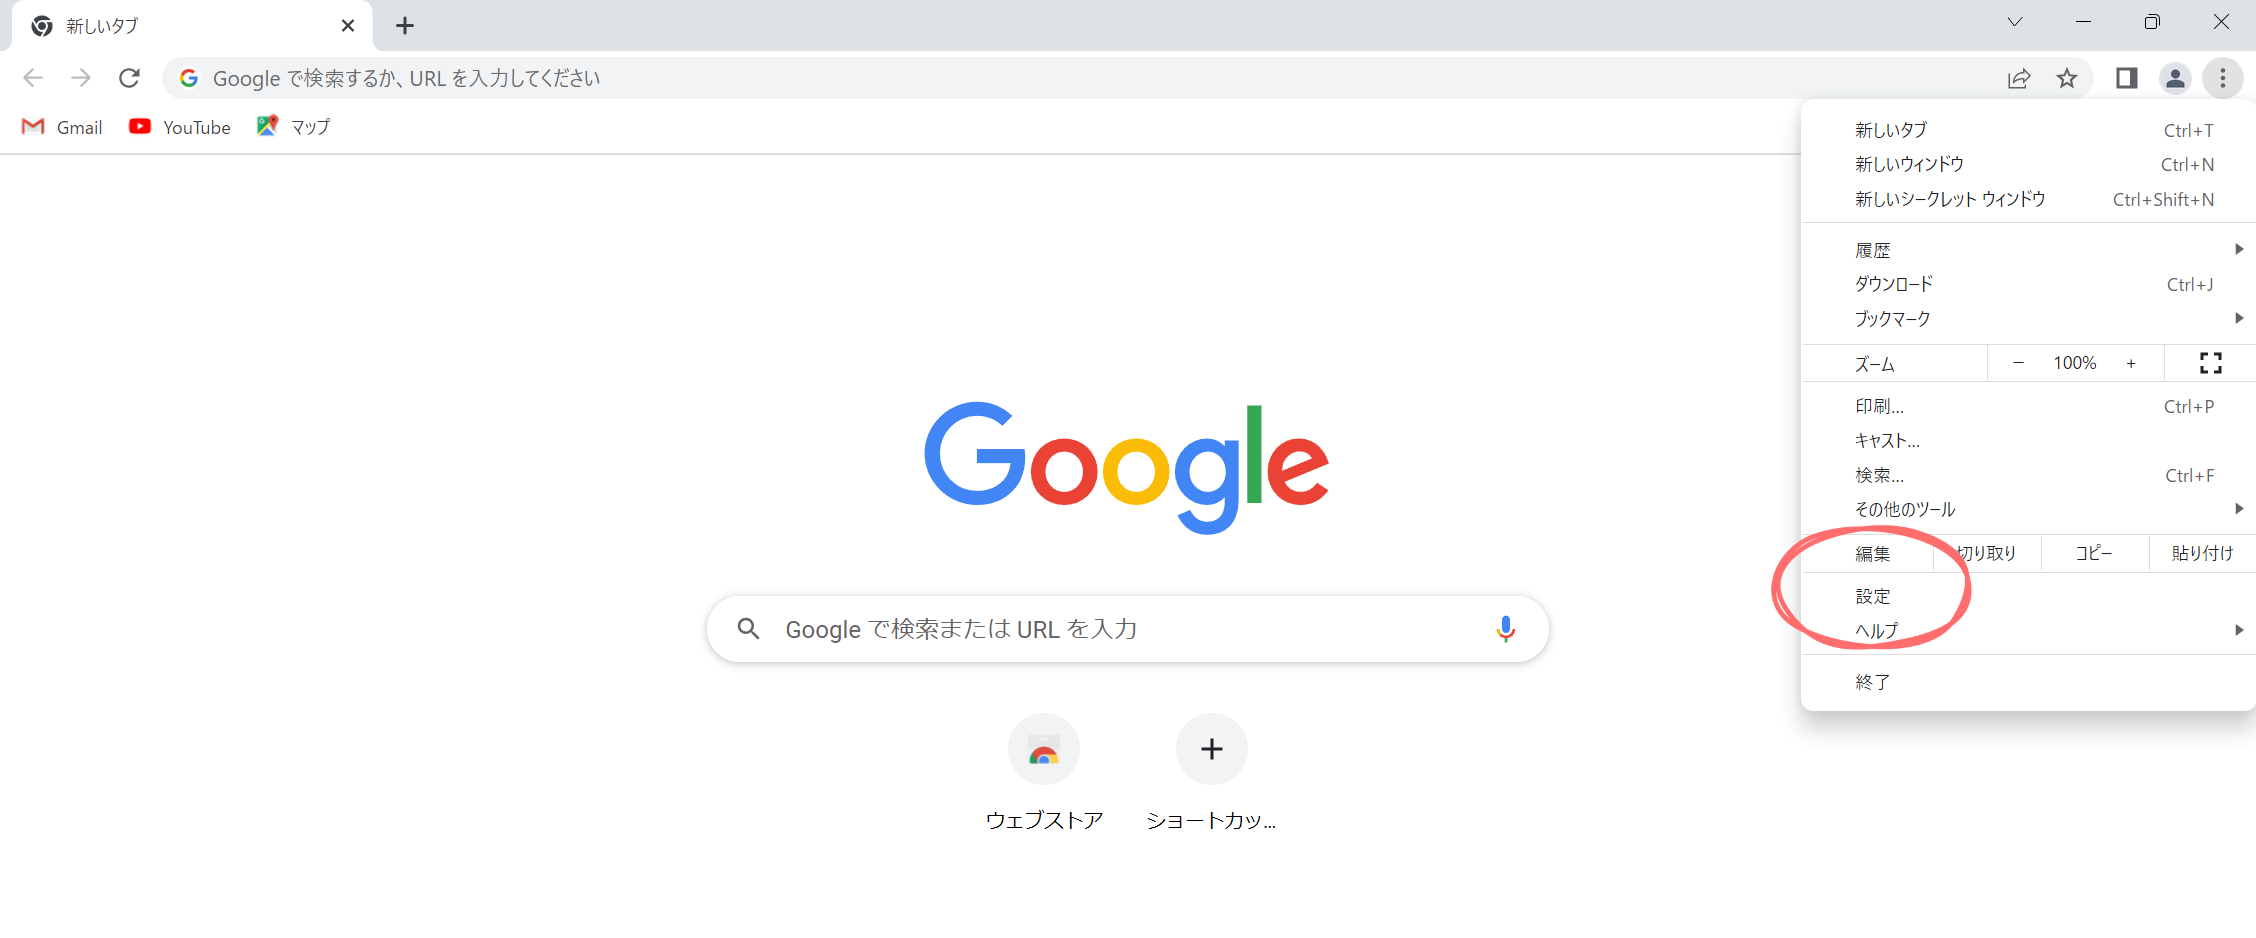 新しいタブ
Google で検索するか、URL を入力してください
Gmail YouTube マップ
新しいタブ Ctrl+T
新しいウィンドウ Ctrl+N
新しいシークレット ウィンドウ Ctrl+Shift+N
履歴
ダウンロード Ctrl+J
ブックマーク
ズーム － 100% +
印刷... Ctrl+P
キャスト...
検索... Ctrl+F
その他のツール
編集 切り取り コピー 貼り付け
設定
ヘルプ
終了
Google
Google で検索または URL を入力
ウェブストア ショートカッ...